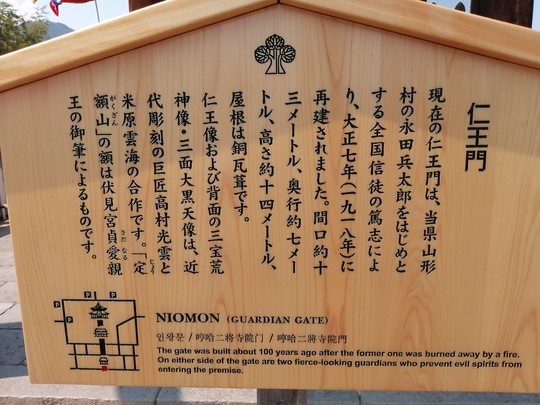 仁王門
現在の仁王門は、当県山形
村の永田兵太郎をはじめと
する全国信徒の篤志によ
り、大正七年(一九一八年)に
再建されました。間口約十
三メートル、奥行約七メー
トル、高さ約十四メートル、
屋根は銅瓦葺です。
仁王像および背面の三宝荒
神像・三面大黒天像は、近
代彫刻の巨匠高村光雲と
じょう
米原雲海の合作です。「定
がくざん さだなる
額山」の額は伏見宮貞愛親
王の御筆によるものです。
P P
P P
NIOMON (GUARDIAN GATE)
인왕문 / 哼哈二将寺院门 / 哼哈二將寺院門
The gate was built about 100 years ago after the former one was burned away by a fire.
On either side of the gate are two fierce-looking guardians who prevent evil spirits from
entering the premise.